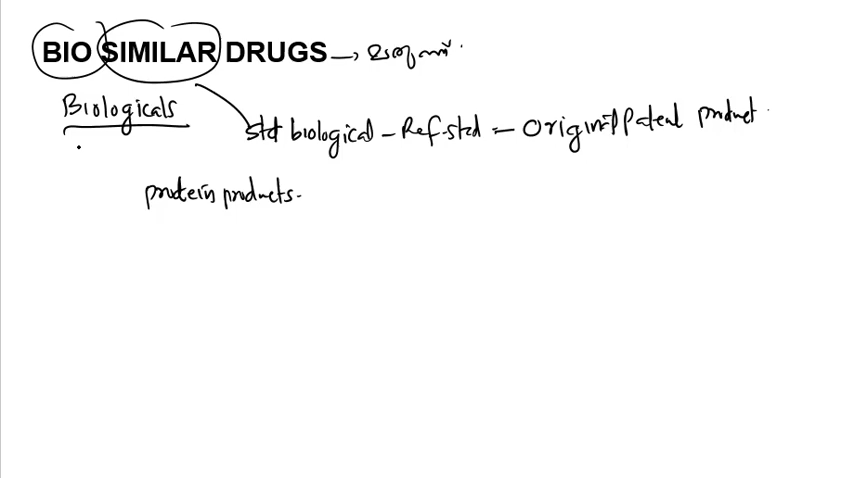 BIO SIMILAR DRUGS →
Biologicals
std biological - Ref.std = Original patent product
protein products.